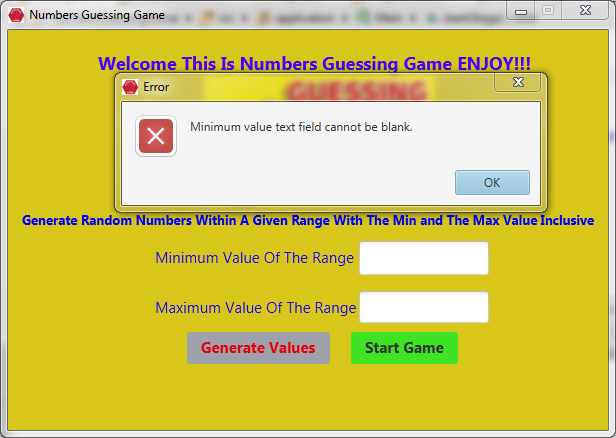 Numbers Guessing Game
Welcome This Is Numbers Guessing Game ENJOY!!!
GUESSING
Error
Minimum value text field cannot be blank.
OK
Generate Random Numbers Within A Given Range With The Min and The Max Value Inclusive
Minimum Value Of The Range
Maximum Value Of The Range
Generate Values
Start Game